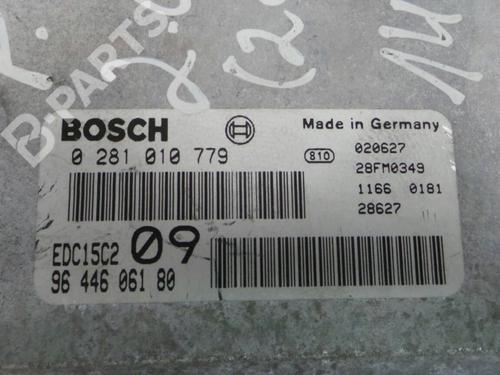 B-PARTS
BOSCH
Made in Germany
0 281 010 779
810
020627
28FM0349
1166 0181
28627
EDC15C2 09
96 446 061 80